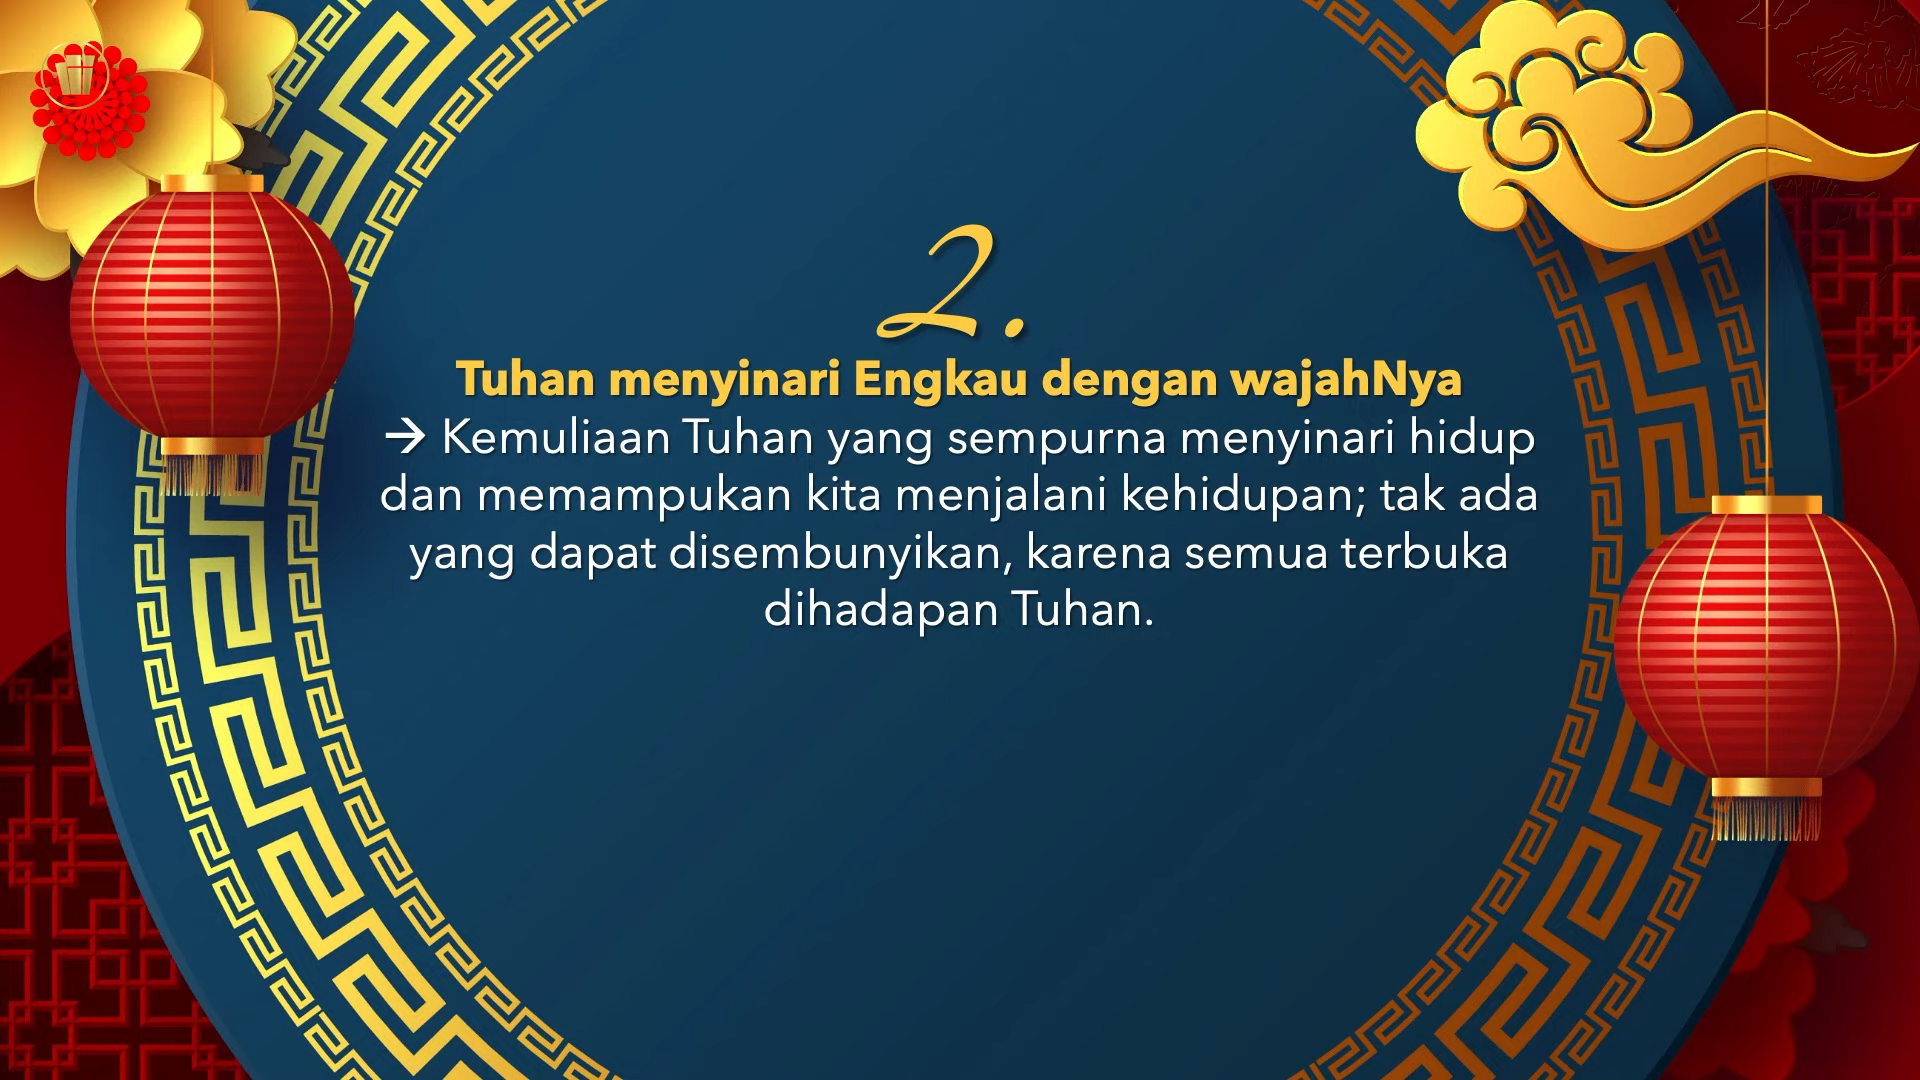 2.
Tuhan menyinari Engkau dengan wajahNya
→ Kemuliaan Tuhan yang sempurna menyinari hidup
dan memampukan kita menjalani kehidupan; tak ada
yang dapat disembunyikan, karena semua terbuka
dihadapan Tuhan.